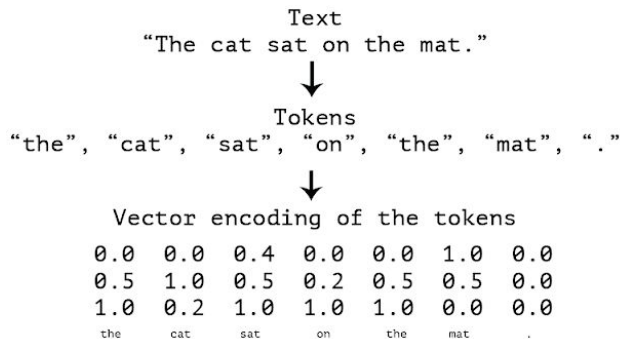 Text
“The cat sat on the mat.”
Tokens
“the”, “cat”, “sat”, “on”, “the”, “mat”, “.”
Vector encoding of the tokens
0.0 0.0 0.4 0.0 0.0 1.0 0.0
0.5 1.0 0.5 0.2 0.5 0.5 0.0
1.0 0.2 1.0 1.0 1.0 0.0 0.0
the cat sat on the mat .